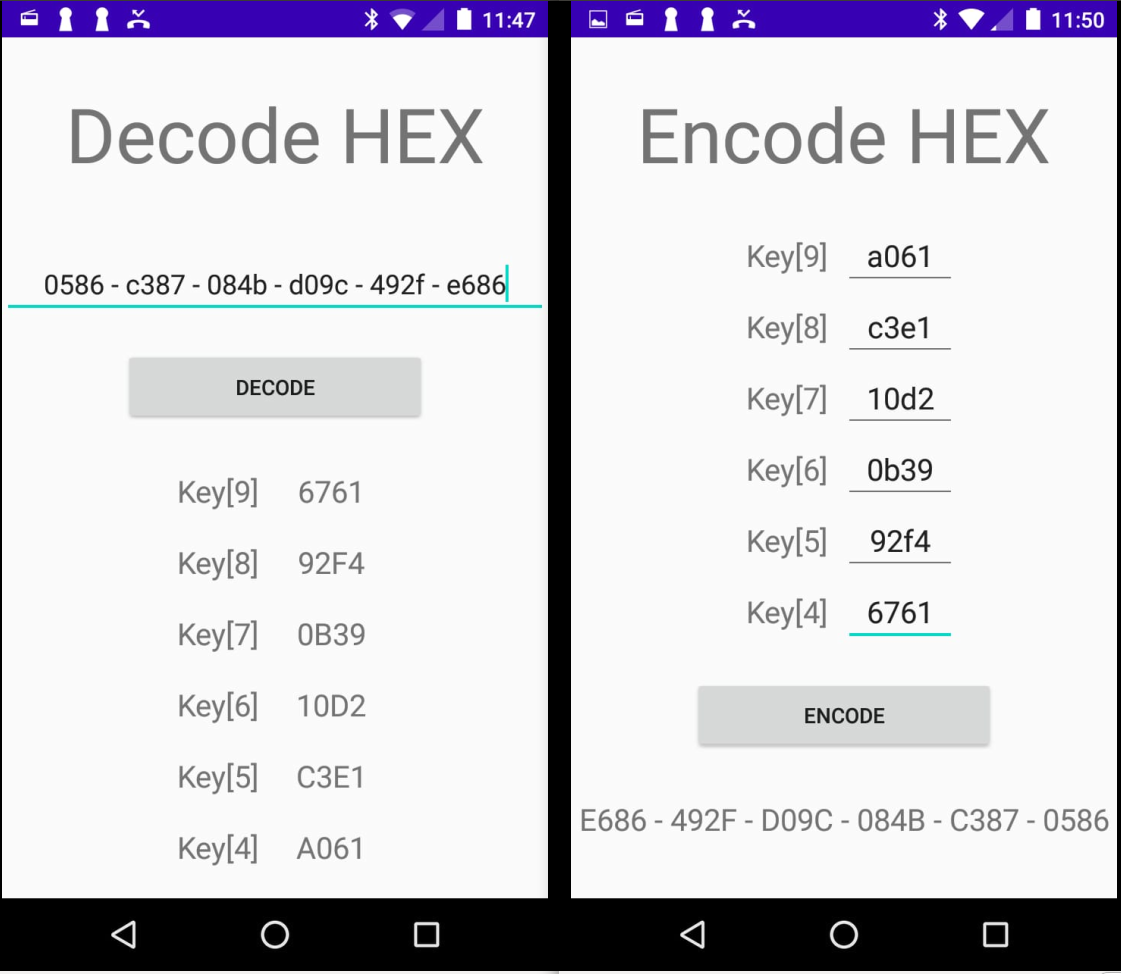 11:47
Decode HEX
0586 - c387 - 084b - d09c - 492f - e686
DECODE
Key[9] 6761
Key[8] 92F4
Key[7] 0B39
Key[6] 10D2
Key[5] C3E1
Key[4] A061
11:50
Encode HEX
Key[9] a061
Key[8] c3e1
Key[7] 10d2
Key[6] 0b39
Key[5] 92f4
Key[4] 6761
ENCODE
E686 - 492F - D09C - 084B - C387 - 0586